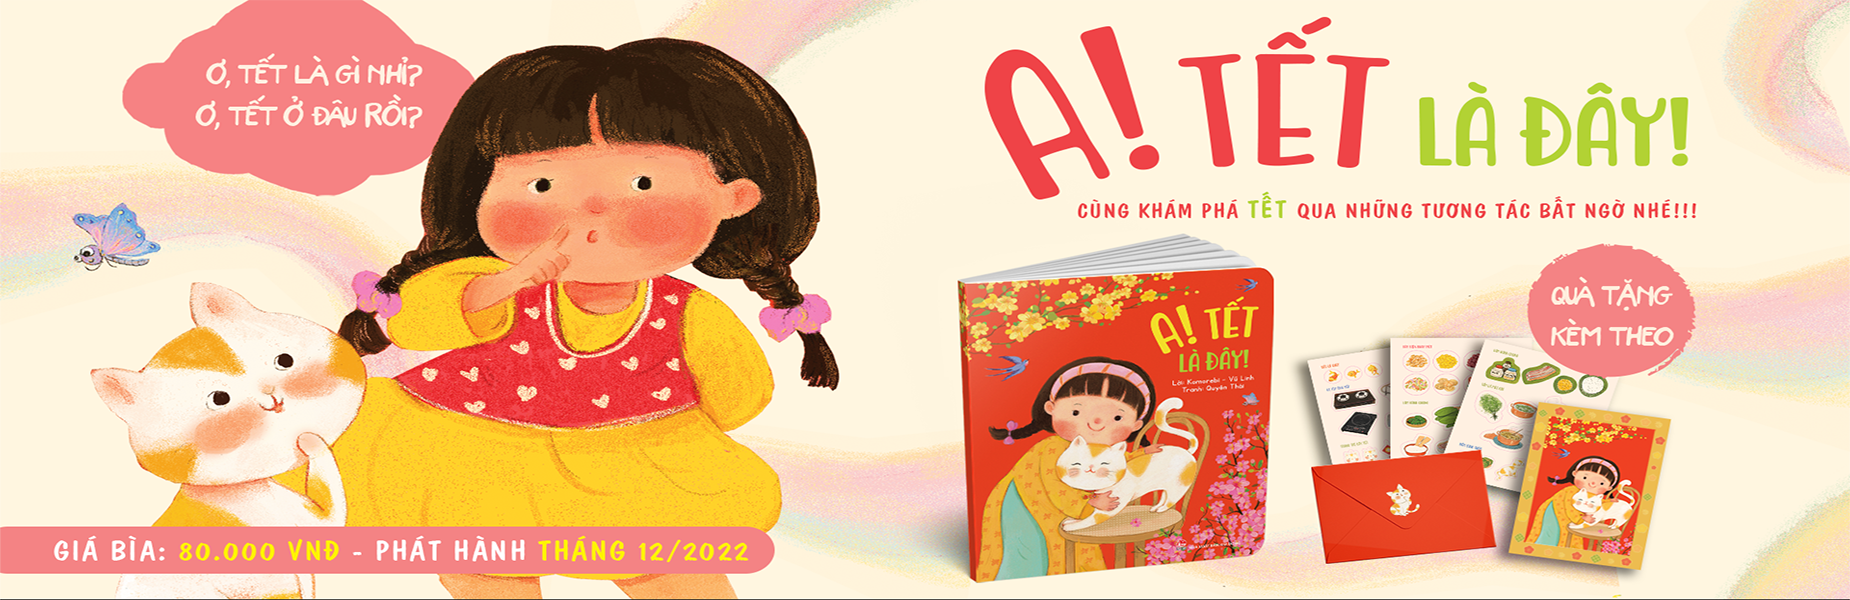 Ơ, TẾT LÀ GÌ NHỈ?
Ơ, TẾT Ở ĐÂU RỒI?
A! TẾT LÀ ĐÂY!
CÙNG KHÁM PHÁ TẾT QUA NHỮNG TƯƠNG TÁC BẤT NGỜ NHÉ!!!
QUÀ TẶNG
KÈM THEO
A! TẾT
LÀ ĐÂY!
Lời: Komorebi - Võ Linh
Tranh: Quyên Thái
GIÁ BÌA: 80.000 VNĐ - PHÁT HÀNH THÁNG 12/2022